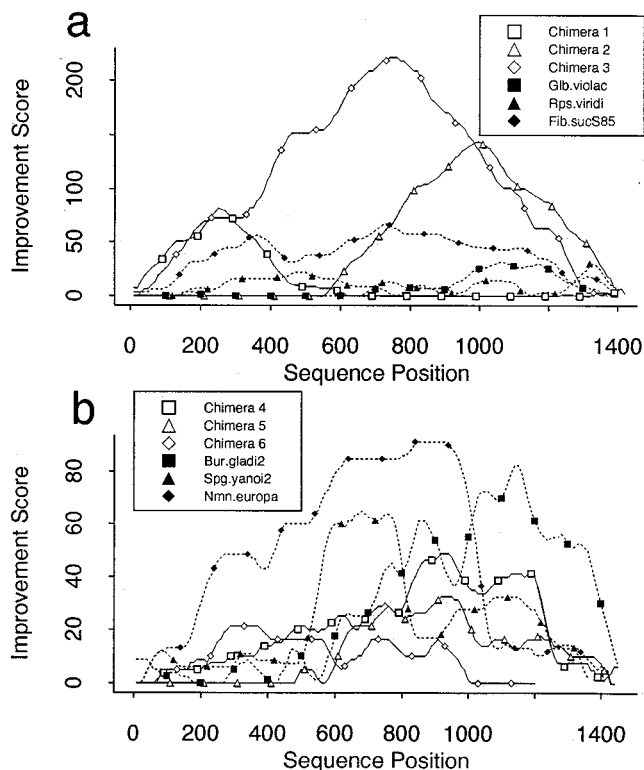 a
Chimera 1
Chimera 2
Chimera 3
Glb.violac
Rps.viridi
Fib.sucS85
Improvement Score
0 50 100 200
0 200 400 600 800 1000 1400
Sequence Position
b
Chimera 4
Chimera 5
Chimera 6
Bur.gladi2
Spg.yanoi2
Nmn.europa
Improvement Score
0 20 40 60 80
0 200 400 600 800 1000 1400
Sequence Position